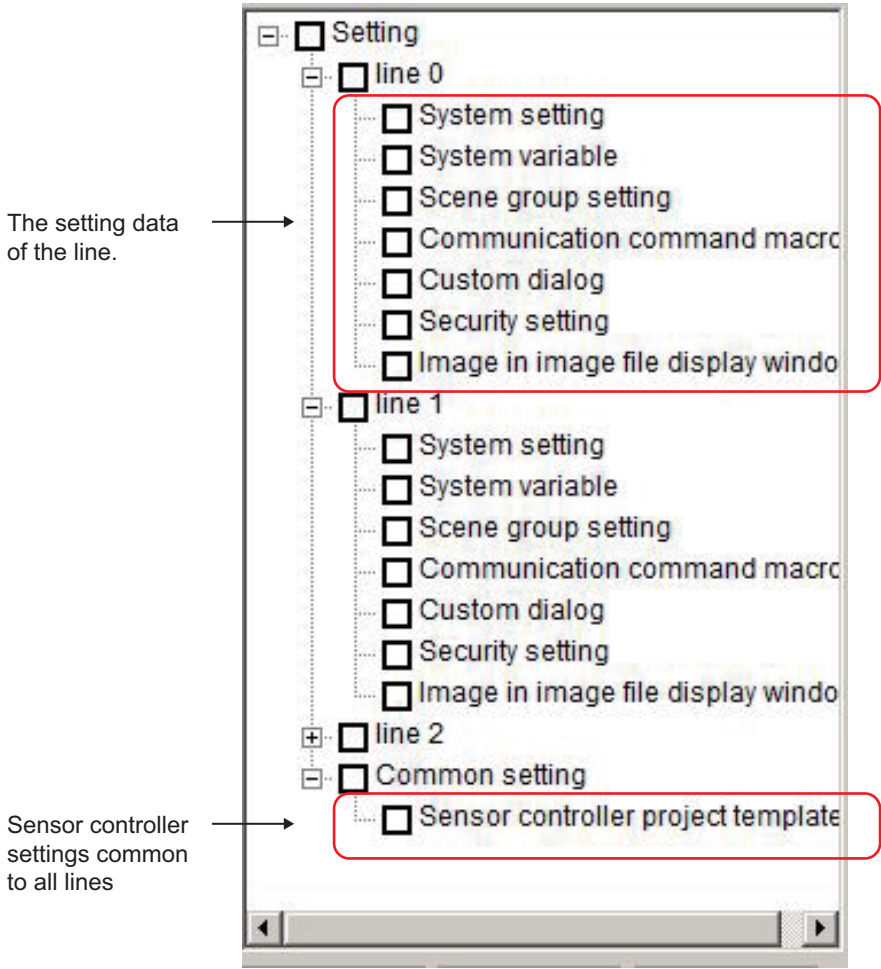 Setting
line 0
System setting
System variable
Scene group setting
Communication command macro
Custom dialog
Security setting
Image in image file display windo
The setting data
of the line.
line 1
System setting
System variable
Scene group setting
Communication command macro
Custom dialog
Security setting
Image in image file display windo
line 2
Common setting
Sensor controller project template
Sensor controller
settings common
to all lines